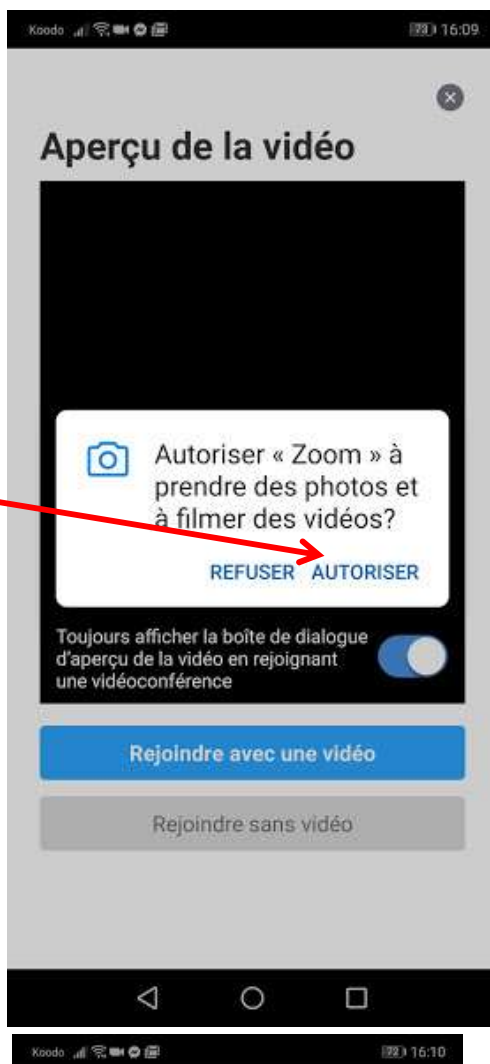 Koodo 73 16:09
Aperçu de la vidéo
Autoriser « Zoom » à
prendre des photos et
à filmer des vidéos?
REFUSER AUTORISER
Toujours afficher la boîte de dialogue
d'aperçu de la vidéo en rejoignant
une vidéoconférence
Rejoindre avec une vidéo
Rejoindre sans vidéo
Koodo 72 16:10